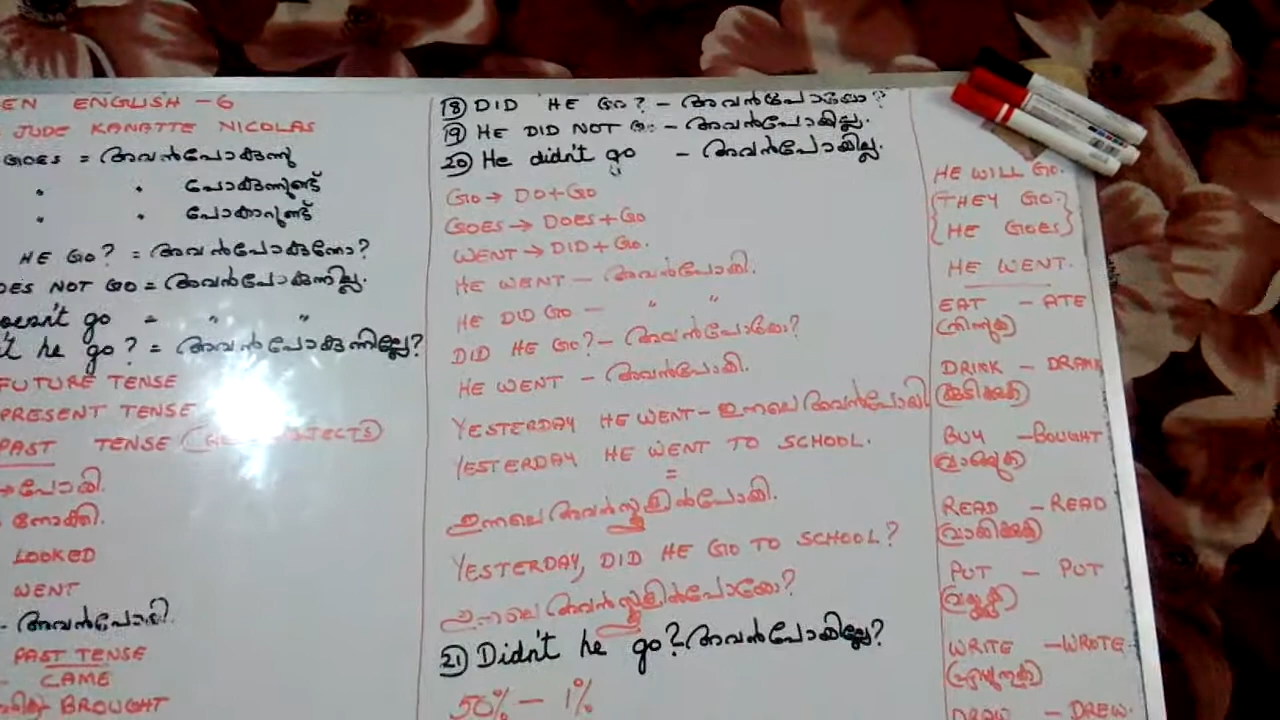 EN ENGLISH - 6
JUDE KANATTE NICOLAS
GOES = അവൻപോകുന്നു
" " പോകുന്നുണ്ട്
" " പോകാറുണ്ട്
HE GO? = അവൻപോകുന്നോ?
OES NOT GO = അവൻപോകുന്നില്ല.
oesn't go = " "
't he go? = അവൻപോകുന്നില്ലേ?
FUTURE TENSE
PRESENT TENSE
PAST TENSE
→ പോകി.
നോക്കി.
LOOKED
WENT
- അവൻപോയി.
PAST TENSE
- CAME
BROUGHT
(18) DID HE GO? - അവൻപോയോ?
(19) HE DID NOT - അവൻപോയില്ല.
(20) He didn't go - അവൻപോയില്ല.
GO → DO+GO
GOES → DOES+GO
WENT → DID+GO.
HE WENT - അവൻപോകി.
HE DID GO - " "
DID HE GO? - അവൻപോയോ?
HE WENT - അവൻപോകി.
YESTERDAY HE WENT - ഇന്നലെ അവൻപോയി
YESTERDAY HE WENT TO SCHOOL.
=
ഇന്നലെ അവൻസ്കൂളിൽപോകി.
YESTERDAY, DID HE GO TO SCHOOL?
ഇന്നലെ അവൻസ്കൂളിൽപോയോ?
(21) Didn't he go? അവൻപോയില്ലേ?
50% - 1%
HE WILL GO.
{THEY GO.}
{HE GOES}
HE WENT.
EAT - ATE
(തിന്നുക)
DRINK - DRANK
(കുടിക്കുക)
BUY - BOUGHT
(വാങ്ങുക)
READ - READ
(വായിക്കുക)
PUT - PUT
(വയ്ക്കുക)
WRITE - WROTE
(എഴുതുക)
DRAW - DREW.